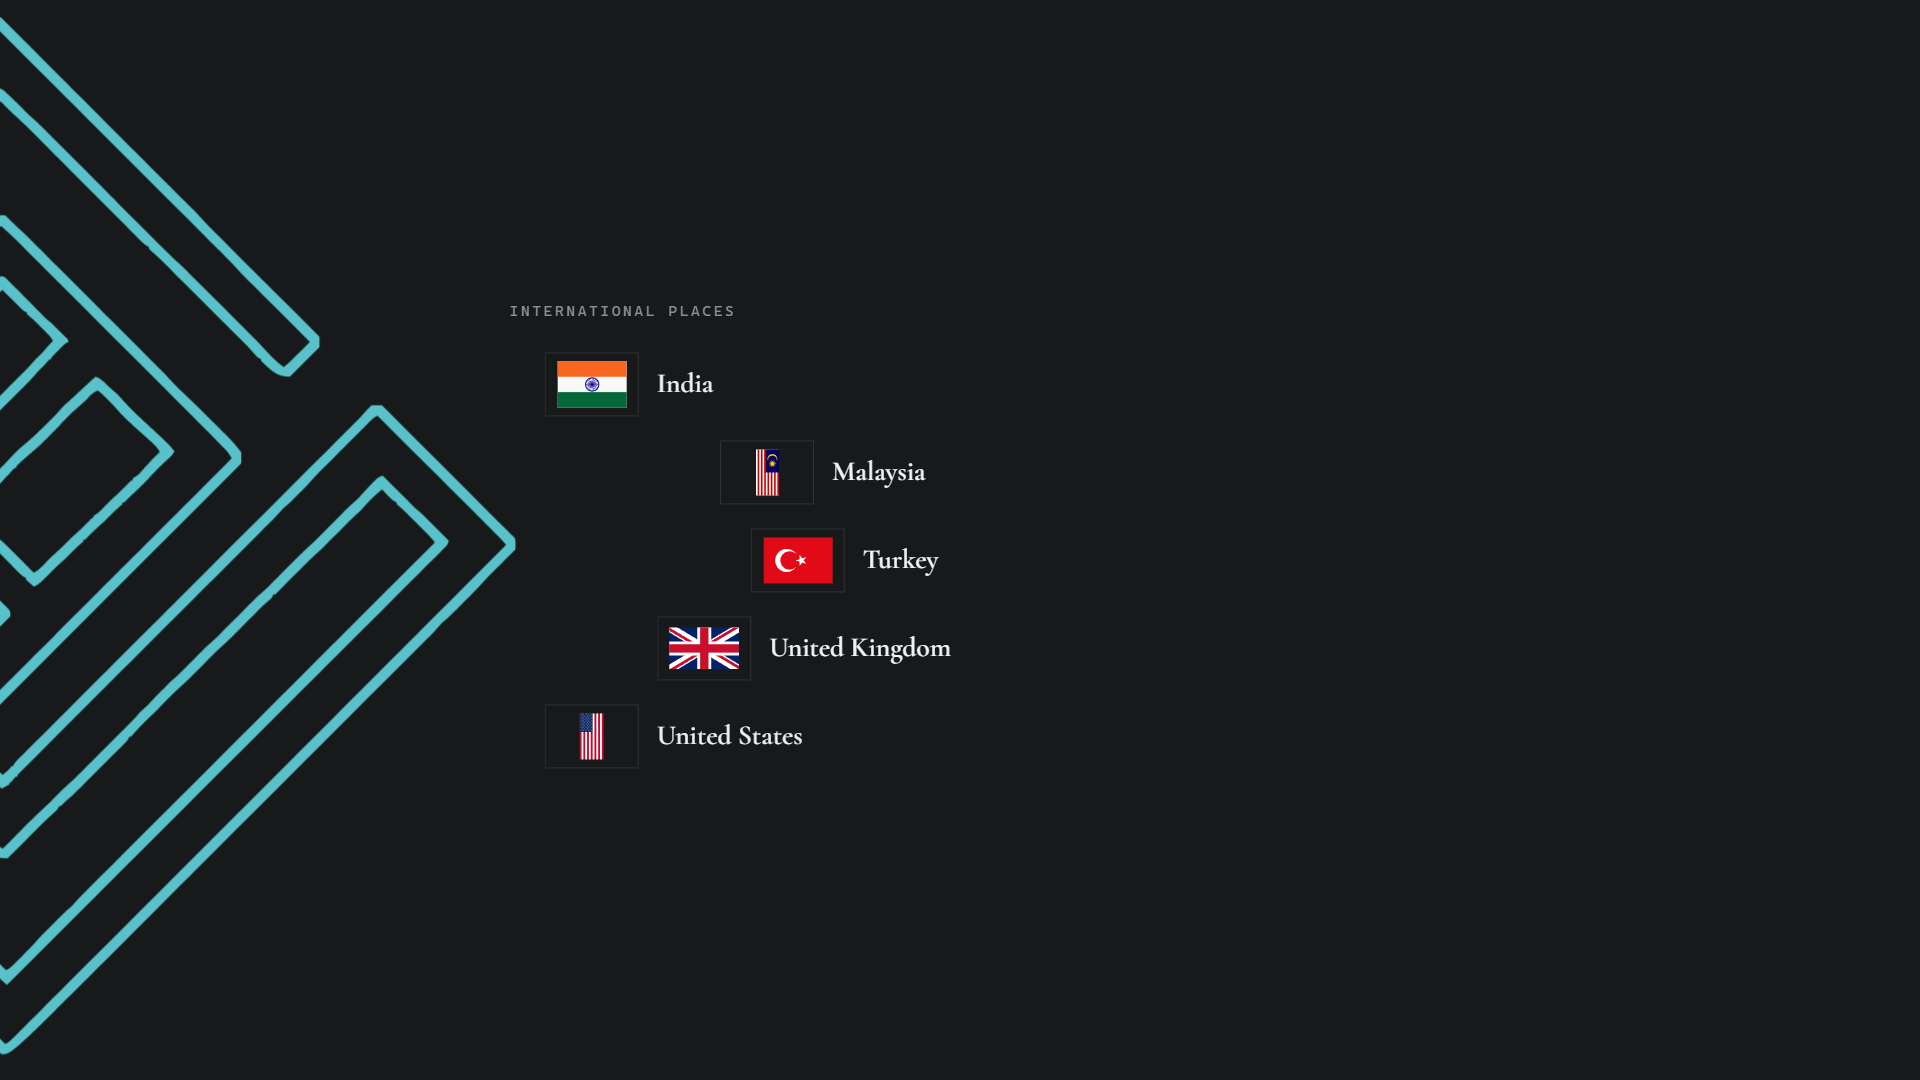 INTERNATIONAL PLACES
India
Malaysia
Turkey
United Kingdom
United States